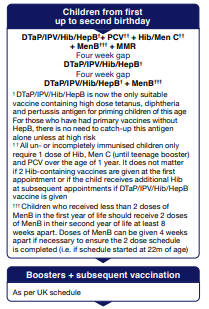 Children from first
up to second birthday
DTaP/IPV/Hib/HepB† + PCV†† + Hib/Men C††
+ MenB††† + MMR
Four week gap
DTaP/IPV/Hib/HepB†
Four week gap
DTaP/IPV/Hib/HepB† + MenB†††
† DTaP/IPV/Hib/HepB is now the only suitable
vaccine containing high dose tetanus, diphtheria
and pertussis antigen for priming children of this age
For those who have had primary vaccines without
HepB, there is no need to catch-up this antigen
alone unless at high risk
†† All un- or incompletely immunised children only
require 1 dose of Hib, Men C (until teenage booster)
and PCV over the age of 1 year. It does not matter
if 2 Hib-containing vaccines are given at the first
appointment or if the child receives additional Hib
at subsequent appointments if DTaP/IPV/Hib/HepB
vaccine is given
††† Children who received less than 2 doses of
MenB in the first year of life should receive 2 doses
of MenB in their second year of life at least 8
weeks apart. Doses of MenB can be given 4 weeks
apart if necessary to ensure the 2 dose schedule
is completed (i.e. if schedule started at 22m of age)
Boosters + subsequent vaccination
As per UK schedule